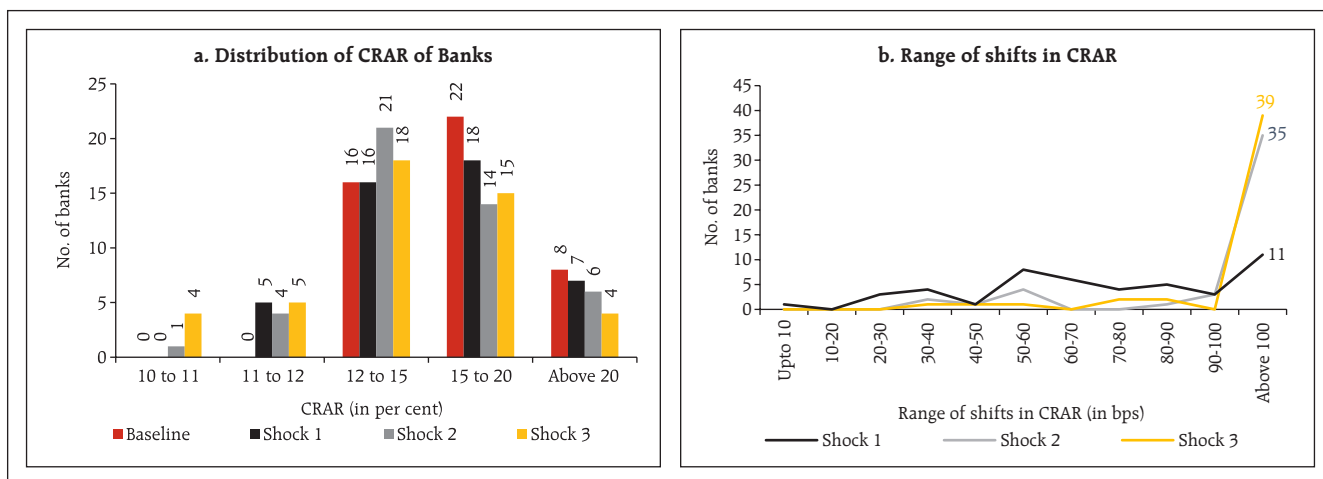 a. Distribution of CRAR of Banks
25
20
15
10
5
0
No. of banks
0 0 1 4
0 5 4 5
16 16 21 18
22 18 14 15
8 7 6 4
10 to 11 11 to 12 12 to 15 15 to 20 Above 20
CRAR (in per cent)
Baseline Shock 1 Shock 2 Shock 3
b. Range of shifts in CRAR
45
40
35
30
25
20
15
10
5
0
No. of banks
39
35
11
Upto 10 10-20 20-30 30-40 40-50 50-60 60-70 70-80 80-90 90-100 Above 100
Range of shifts in CRAR (in bps)
Shock 1 Shock 2 Shock 3